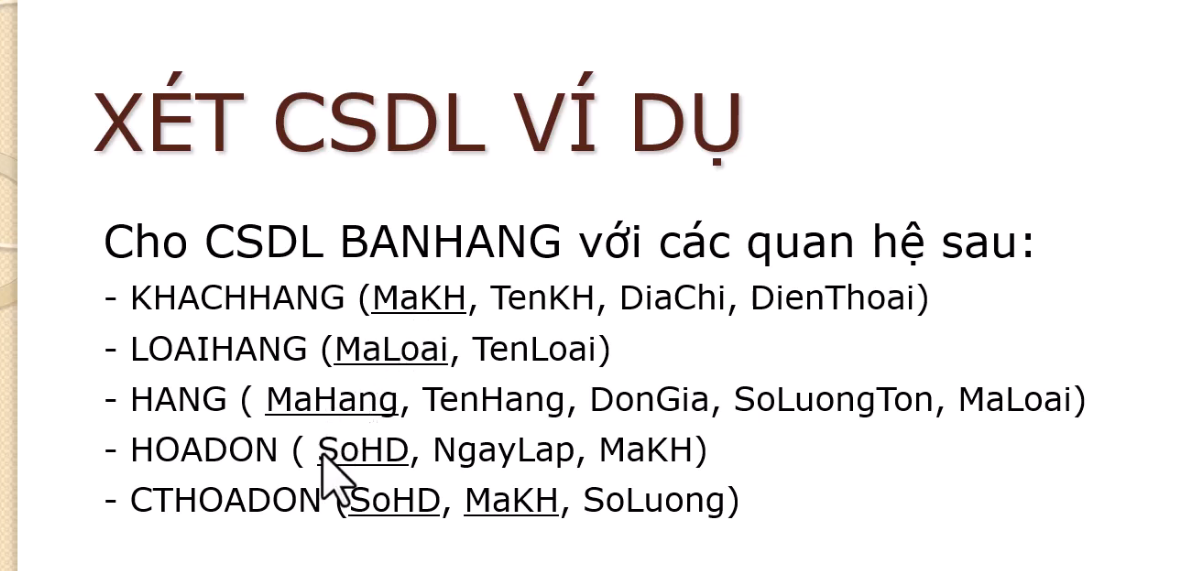 XÉT CSDL VÍ DỤ
Cho CSDL BANHANG với các quan hệ sau:
- KHACHHANG (MaKH, TenKH, DiaChi, DienThoai)
- LOAIHANG (MaLoai, TenLoai)
- HANG ( MaHang, TenHang, DonGia, SoLuongTon, MaLoai)
- HOADON ( SoHD, NgayLap, MaKH)
- CTHOADON (SoHD, MaKH, SoLuong)